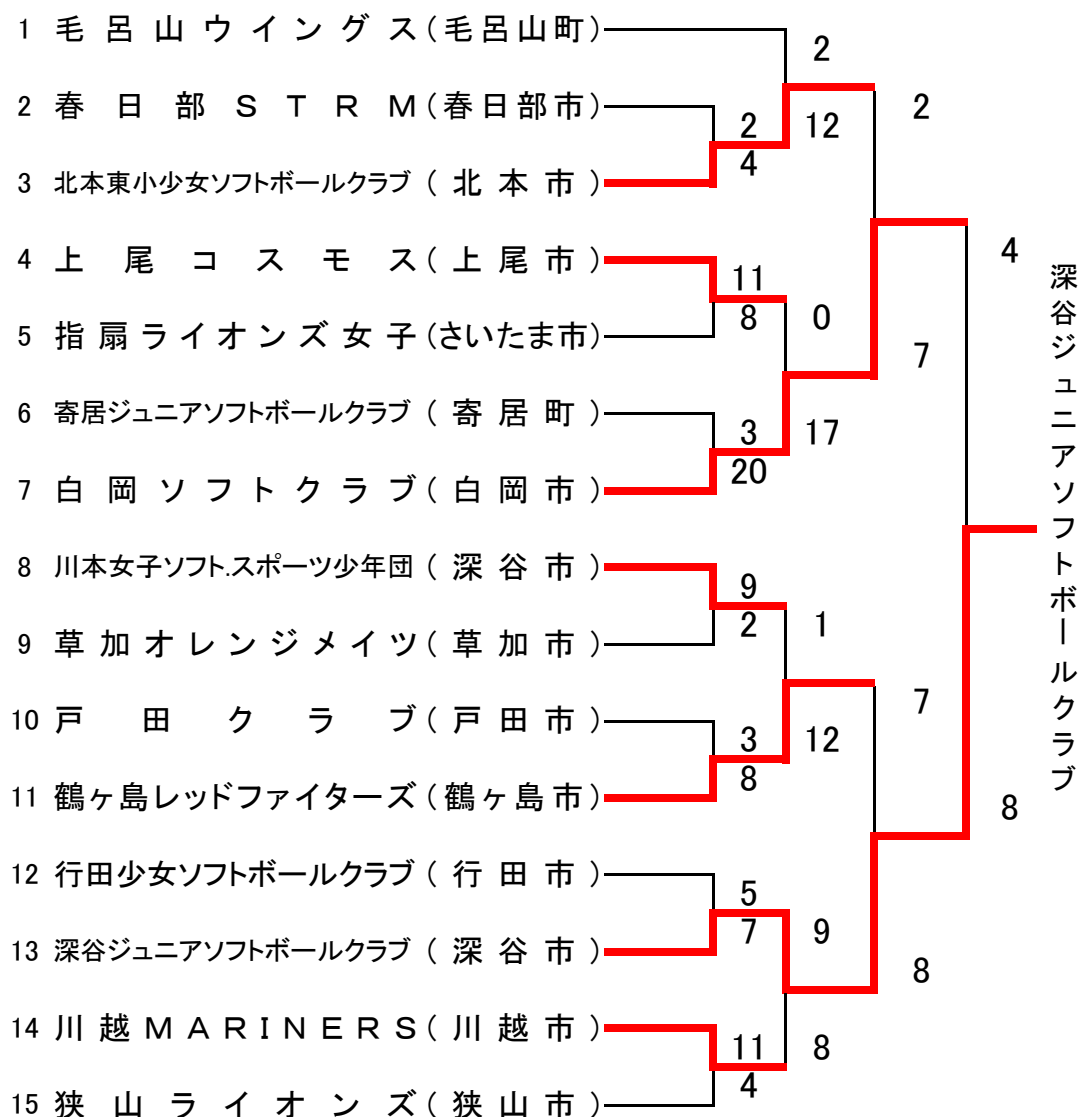 1 毛呂山ウイングス(毛呂山町)
2
2 春日部STRM(春日部市)
2
12
2
4
3 北本東小少女ソフトボールクラブ(北本市)
4 上尾コスモス(上尾市)
4
11
8
0
5 指扇ライオンズ女子(さいたま市)
7
6 寄居ジュニアソフトボールクラブ(寄居町)
3
17
20
7 白岡ソフトクラブ(白岡市)
深谷ジュニアソフトボールクラブ
8 川本女子ソフト.スポーツ少年団(深谷市)
9
2
1
9 草加オレンジメイツ(草加市)
7
10 戸田クラブ(戸田市)
3
12
8
11 鶴ヶ島レッドファイターズ(鶴ヶ島市)
8
12 行田少女ソフトボールクラブ(行田市)
5
7
9
13 深谷ジュニアソフトボールクラブ(深谷市)
8
14 川越MARINERS(川越市)
11
8
4
15 狭山ライオンズ(狭山市)